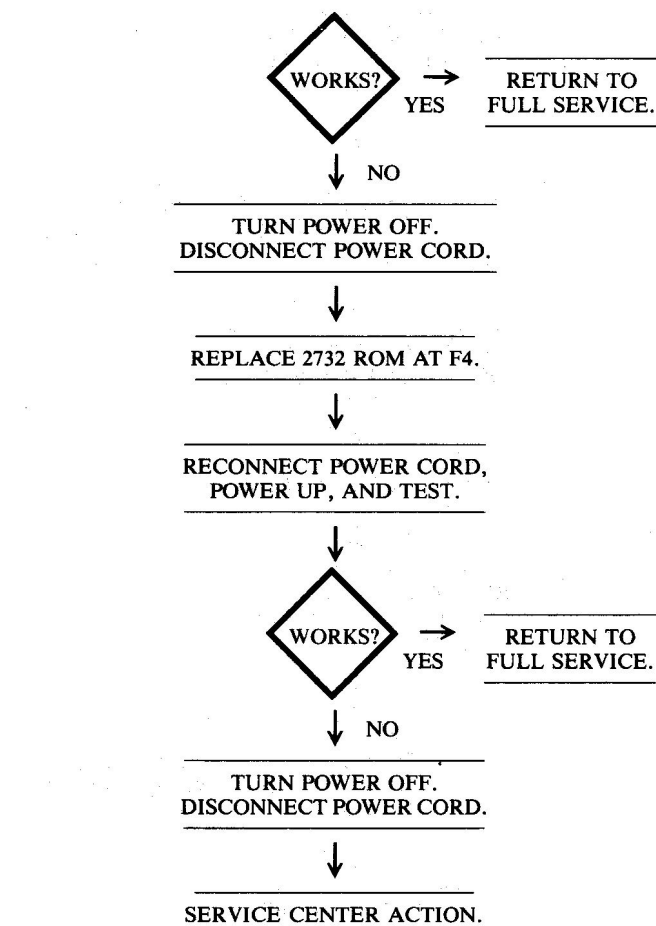 WORKS?
YES
RETURN TO
FULL SERVICE.
NO
TURN POWER OFF.
DISCONNECT POWER CORD.
REPLACE 2732 ROM AT F4.
RECONNECT POWER CORD,
POWER UP, AND TEST.
WORKS?
YES
RETURN TO
FULL SERVICE.
NO
TURN POWER OFF.
DISCONNECT POWER CORD.
SERVICE CENTER ACTION.